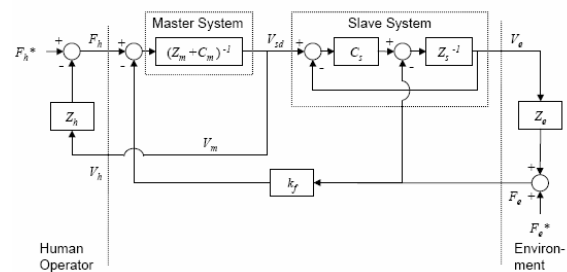 Master System
Slave System
F_h*
+
-
F_h
+
-
(Z_m+C_m)^-1
V_sd
+
-
C_s
+
-
Z_s^-1
V_e
Z_h
Z_e
V_m
V_h
k_f
+
+
F_e
F_e*
Human
Operator
Environ-
ment